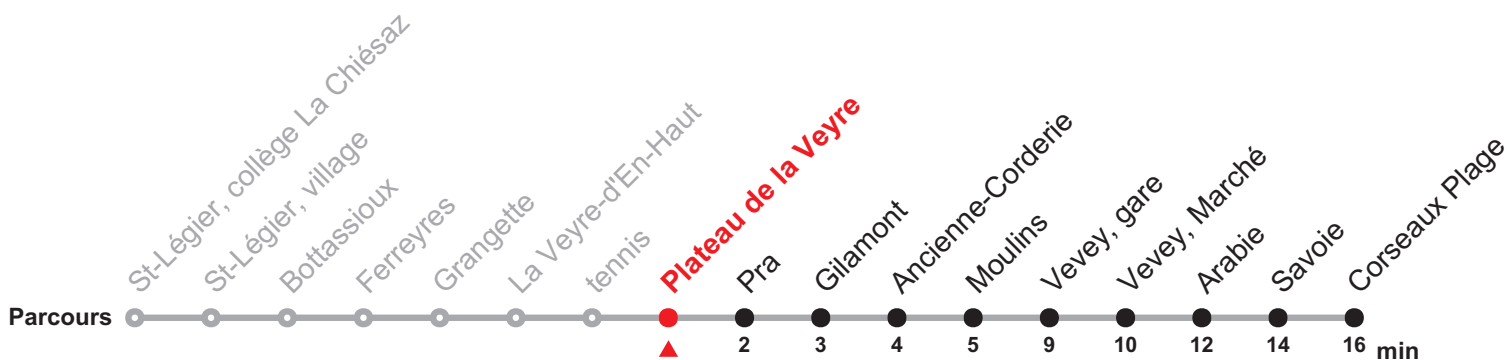 St-Légier, collège La Chiésaz
St-Légier, village
Bottassioux
Ferreyres
Grangette
La Veyre-d'En-Haut
tennis
Plateau de la Veyre
Pra
Gilamont
Ancienne-Corderie
Moulins
Vevey, gare
Vevey, Marché
Arabie
Savoie
Corseaux Plage
Parcours
2 3 4 5 9 10 12 14 16 min